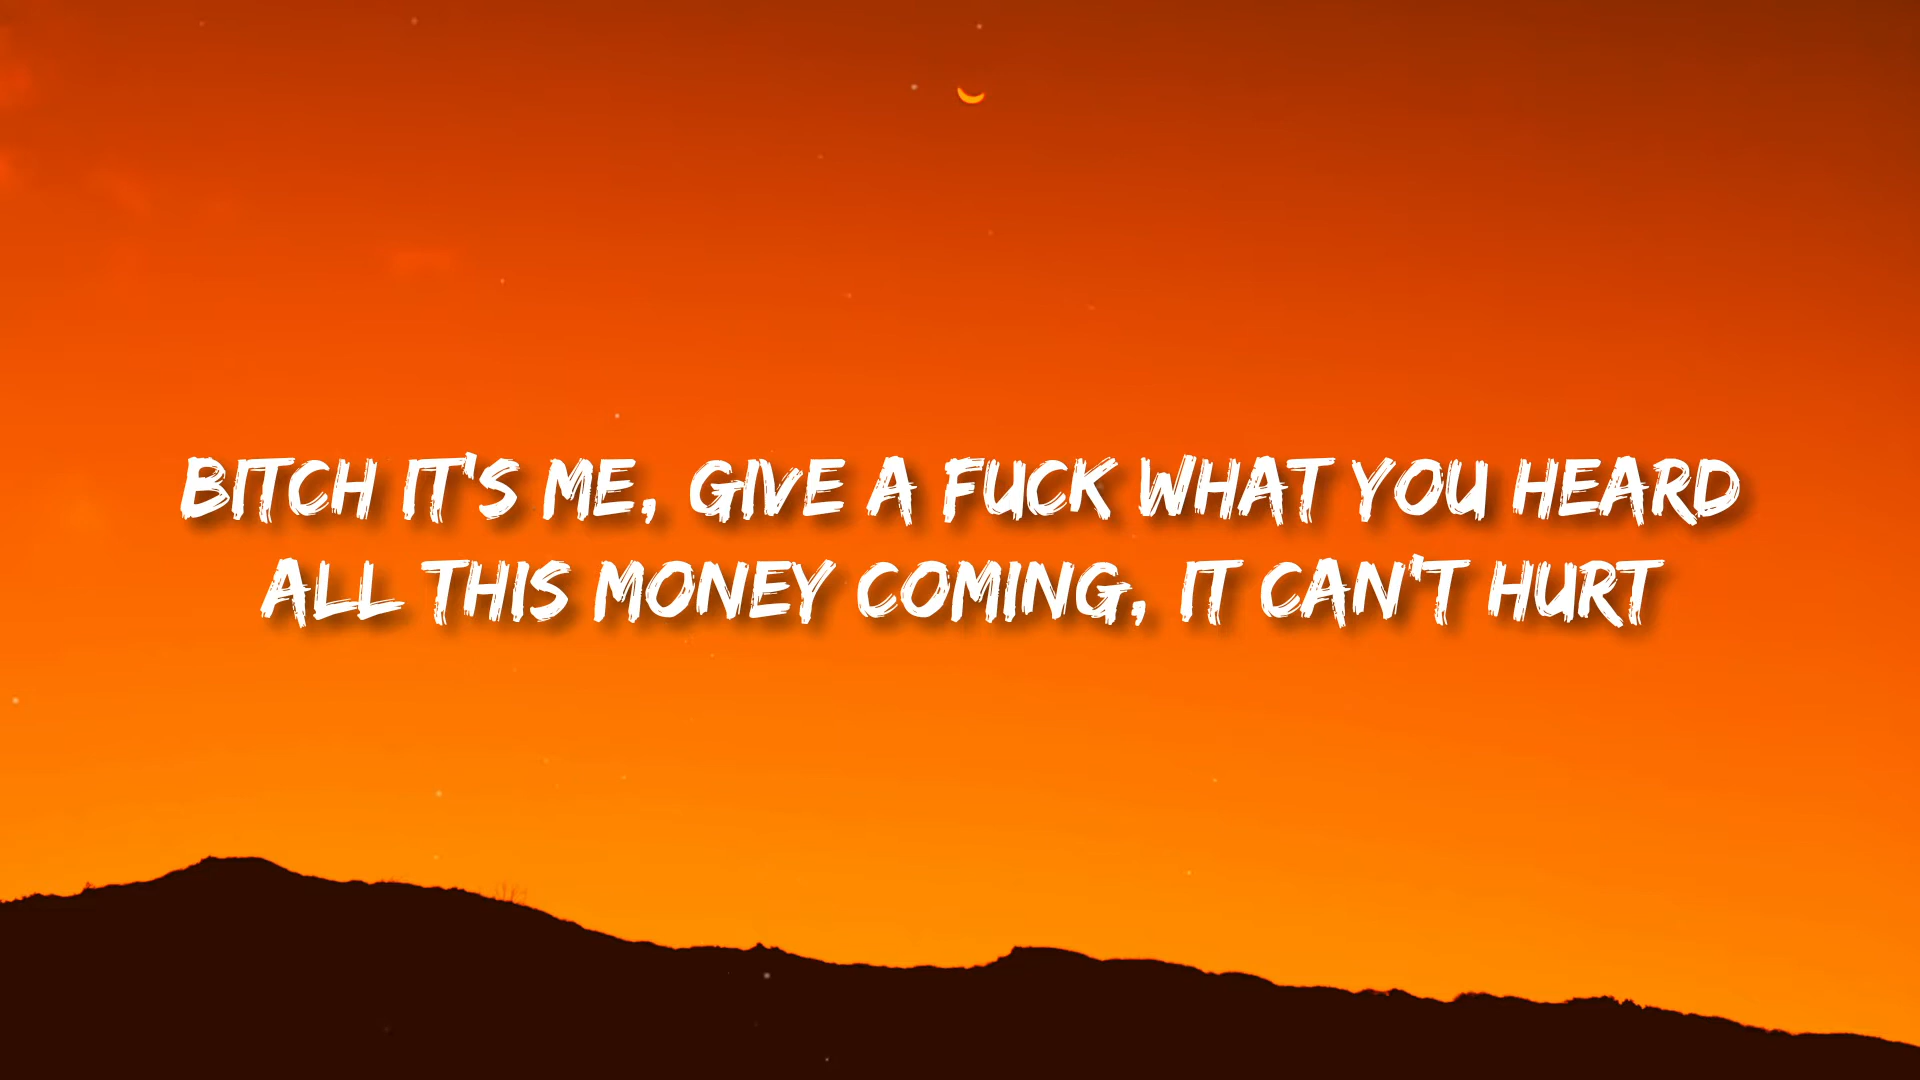 BITCH IT'S ME, GIVE A FUCK WHAT YOU HEARD
ALL THIS MONEY COMING, IT CAN'T HURT